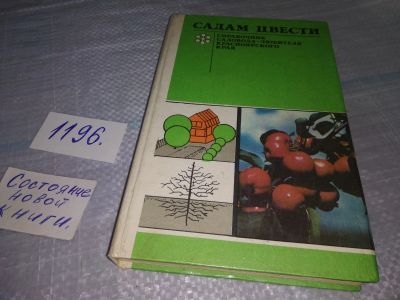 САДАМ ЦВЕСТИ
СПРАВОЧНИК
САДОВОДА-ЛЮБИТЕЛЯ
КРАСНОЯРСКОГО
КРАЯ
1196.
Состояние
новой
книги.